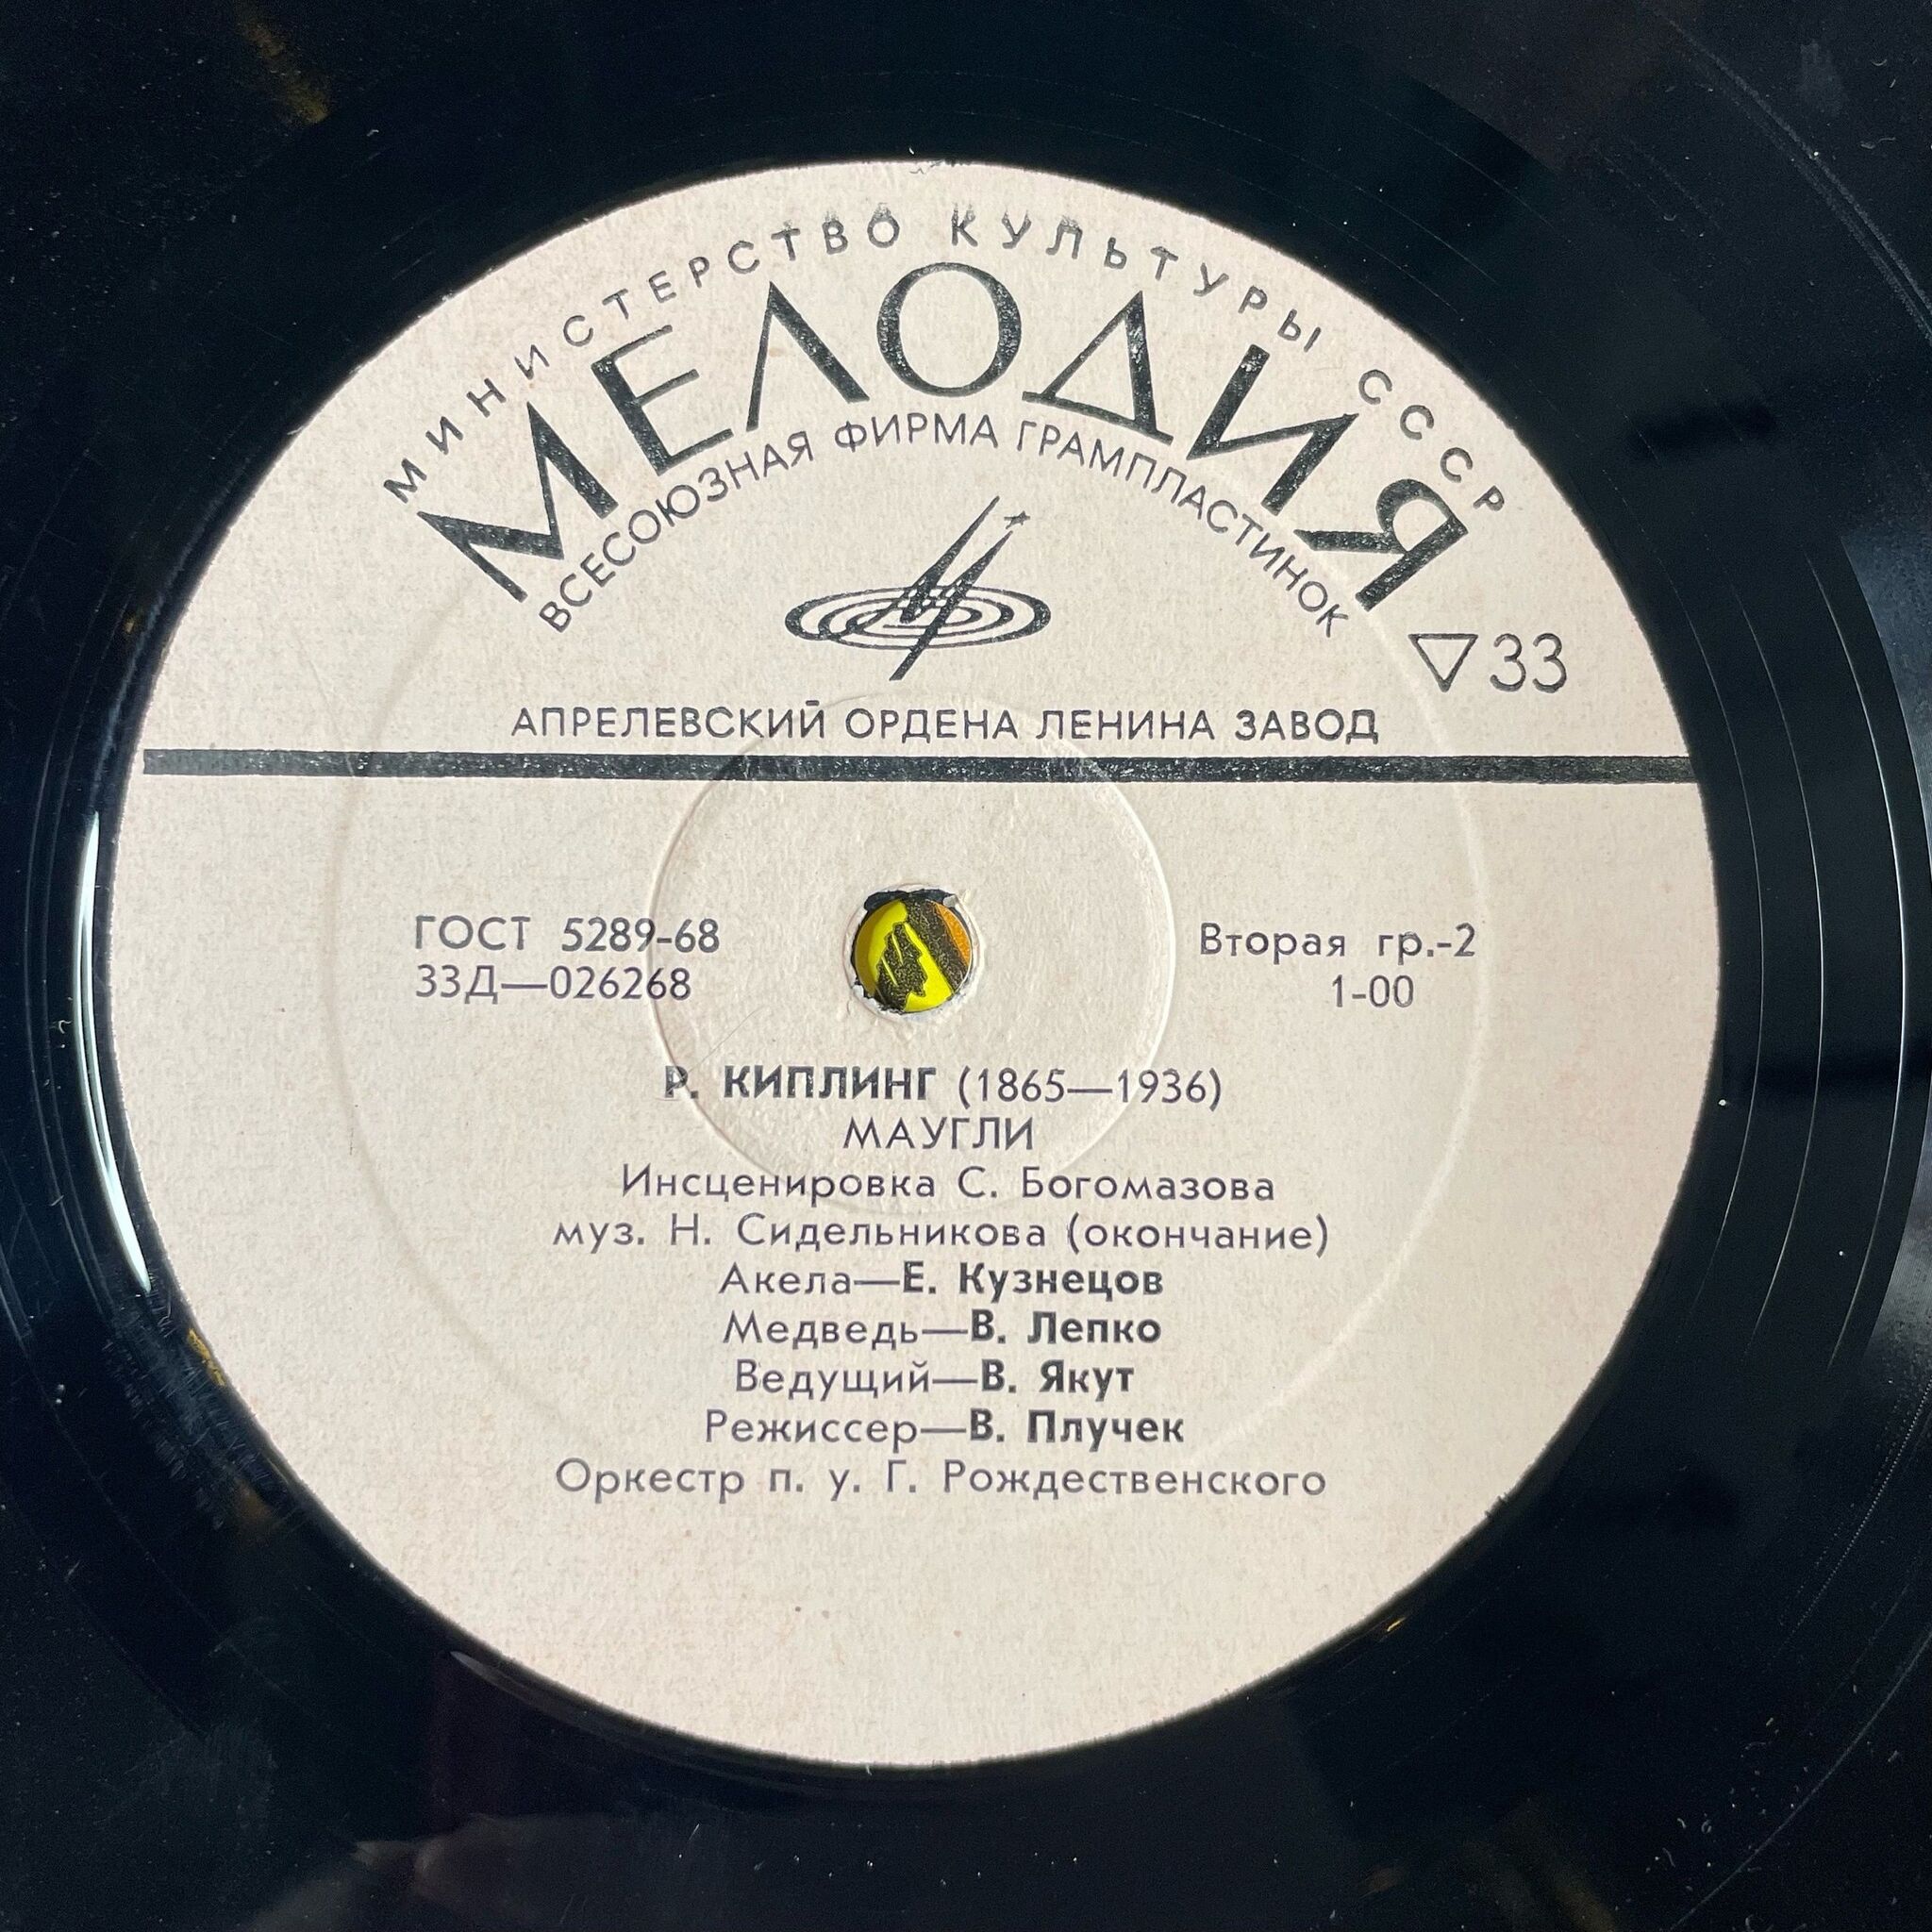 МИНИСТЕРСТВО КУЛЬТУРЫ СССР
МЕЛОДИЯ
ВСЕСОЮЗНАЯ ФИРМА ГРАМПЛАСТИНОК
▽33
АПРЕЛЕВСКИЙ ОРДЕНА ЛЕНИНА ЗАВОД
ГОСТ 5289-68
33Д—026268
Вторая гр.-2
1-00
Р. КИПЛИНГ (1865—1936)
МАУГЛИ
Инсценировка С. Богомазова
муз. Н. Сидельникова (окончание)
Акела—Е. Кузнецов
Медведь—В. Лепко
Ведущий—В. Якут
Режиссер—В. Плучек
Оркестр п. у. Г. Рождественского